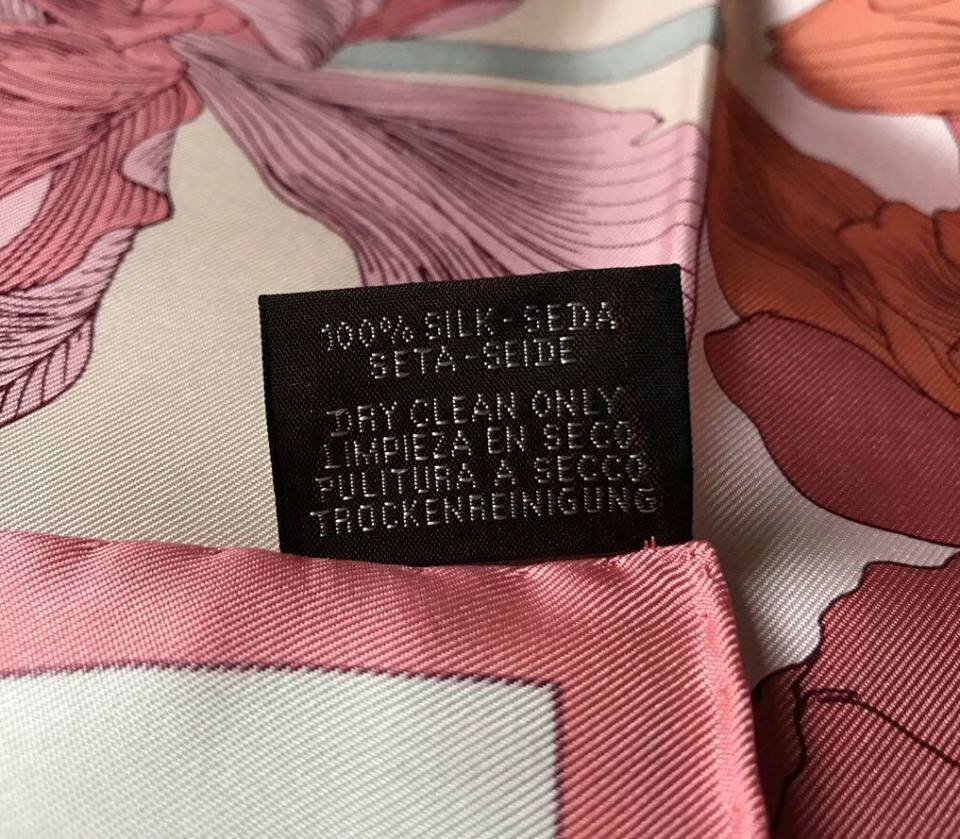 100% SILK-SEDA
SETA-SEIDE
DRY CLEAN ONLY
LIMPIEZA EN SECO
PULITURA A SECCO
TROCKENREINIGUNG